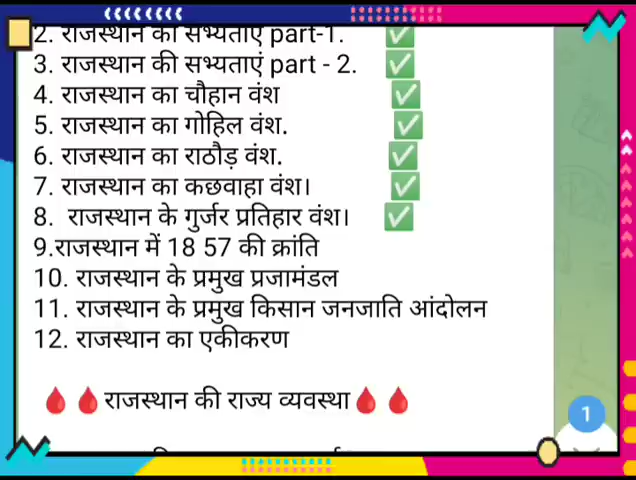 2. राजस्थान की सभ्यताएं part-1.
3. राजस्थान की सभ्यताएं part - 2.
4. राजस्थान का चौहान वंश
5. राजस्थान का गोहिल वंश.
6. राजस्थान का राठौड़ वंश.
7. राजस्थान का कछवाहा वंश।
8. राजस्थान के गुर्जर प्रतिहार वंश।
9.राजस्थान में 18 57 की क्रांति
10. राजस्थान के प्रमुख प्रजामंडल
11. राजस्थान के प्रमुख किसान जनजाति आंदोलन
12. राजस्थान का एकीकरण
राजस्थान की राज्य व्यवस्था
1